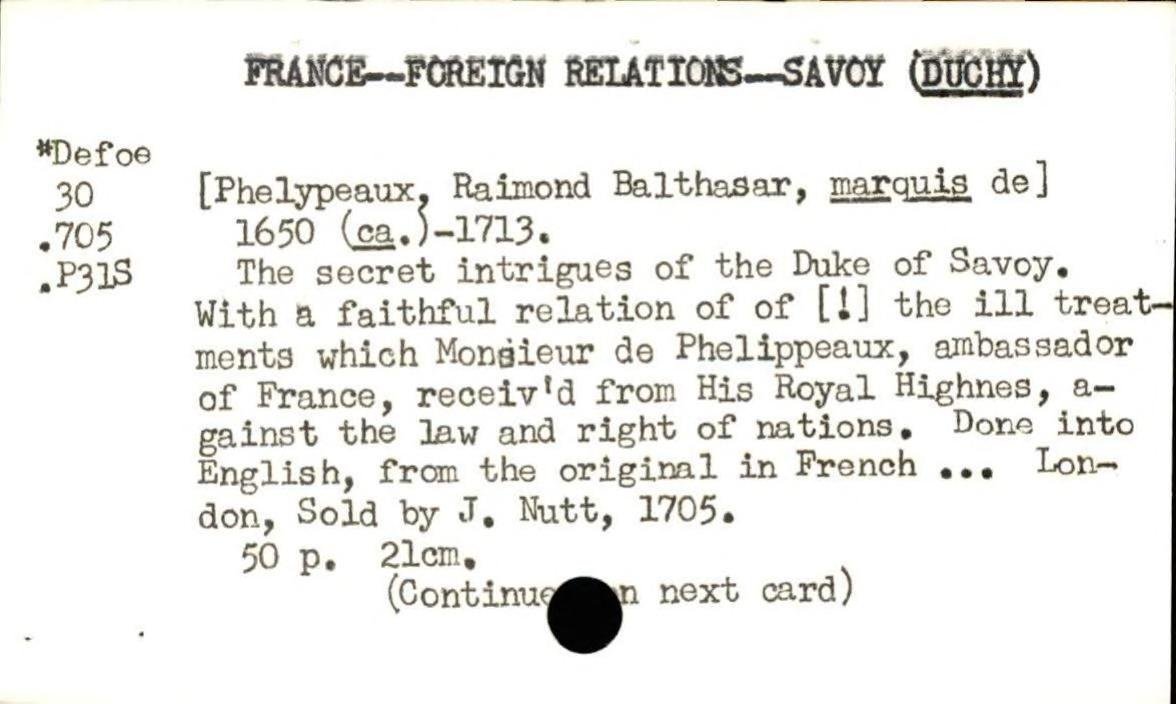 FRANCE--FOREIGN RELATIONS--SAVOY (DUCHY)
*Defoe
30
.705
.P31S
[Phelypeaux, Raimond Balthasar, marquis de]
1650 (ca.)-1713.
The secret intrigues of the Duke of Savoy.
With a faithful relation of of [!] the ill treat-
ments which Monsieur de Phelippeaux, ambassador
of France, receiv'd from His Royal Highnes, a-
gainst the law and right of nations. Done into
English, from the original in French ... Lon-
don, Sold by J. Nutt, 1705.
50 p. 21cm.
(Continue n next card)